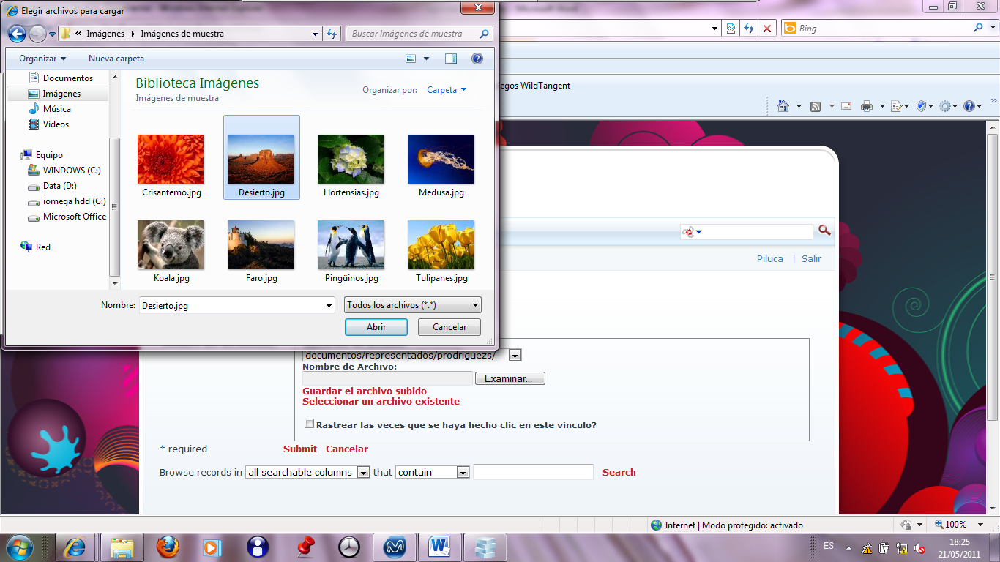 Elegir archivos para cargar
« Imágenes Imágenes de muestra
Buscar Imágenes de muestra
Bing
Organizar
Nueva carpeta
egos WildTangent
Documentos
Imágenes
Música
Vídeos
Equipo
WINDOWS (C:)
Data (D:)
iomega hdd (G:)
Microsoft Office
Red
Biblioteca Imágenes
Imágenes de muestra
Organizar por: Carpeta
Crisantemo.jpg
Desierto.jpg
Hortensias.jpg
Medusa.jpg
Koala.jpg
Faro.jpg
Pingüinos.jpg
Tulipanes.jpg
Nombre: Desierto.jpg
Todos los archivos (*.*)
Abrir
Cancelar
Piluca | Salir
documentos/representados/prodriguezs/
Nombre de Archivo:
Examinar...
Guardar el archivo subido
Seleccionar un archivo existente
Rastrear las veces que se haya hecho clic en este vínculo?
* required
Submit Cancelar
Browse records in all searchable columns that contain Search
Internet | Modo protegido: activado
100%
ES
18:25
21/05/2011